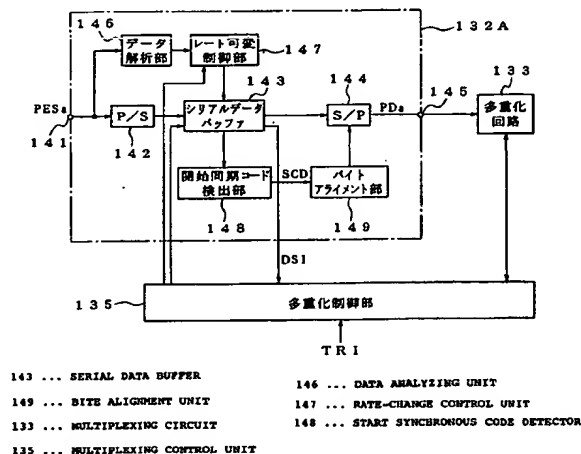 146
132A
データ
解析部
レート可変
制御部
147
143
144
145
133
PESa
P/S
シリアルデータ
バッファ
S/P
PDa
多重化
回路
141
142
開始同期コード
検出部
SCD
バイト
アライメント部
148
149
DSI
135
多重化制御部
TRI
143 ... SERIAL DATA BUFFER
149 ... BITE ALIGNMENT UNIT
133 ... MULTIPLEXING CIRCUIT
135 ... MULTIPLEXING CONTROL UNIT
146 ... DATA ANALYZING UNIT
147 ... RATE-CHANGE CONTROL UNIT
148 ... START SYNCHRONOUS CODE DETECTOR